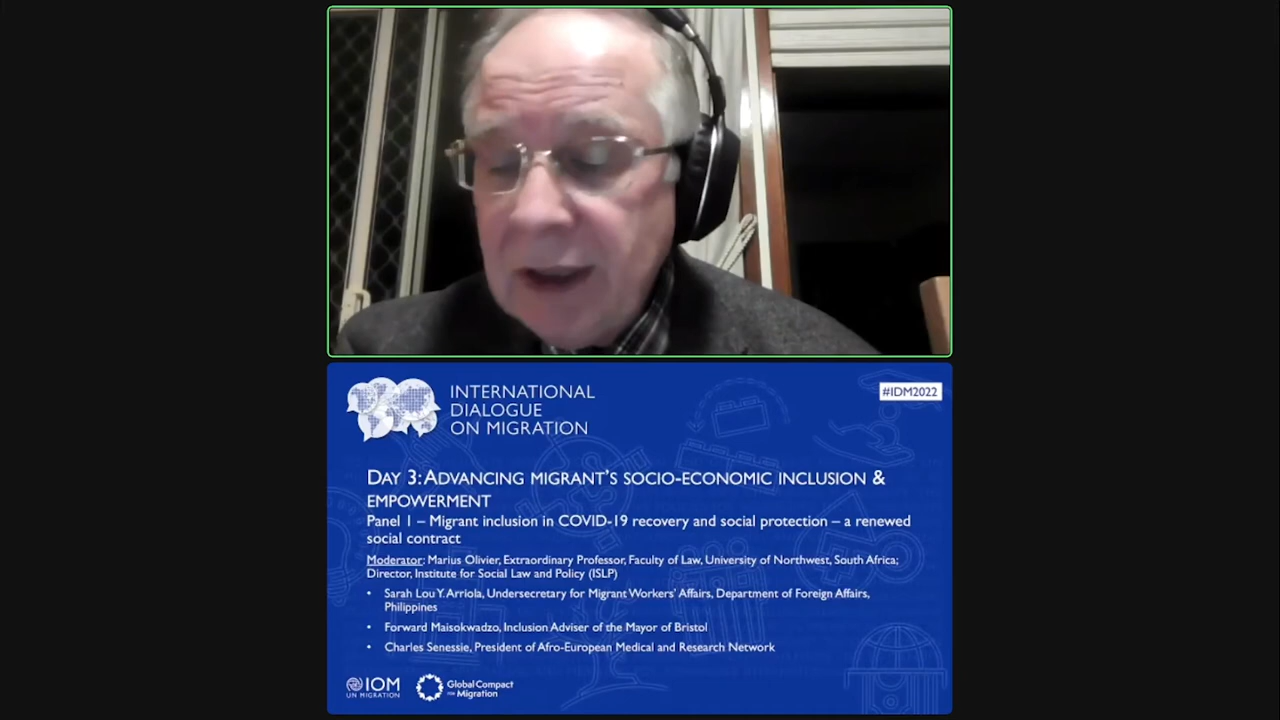 INTERNATIONAL
DIALOGUE
ON MIGRATION
#IDM2022
DAY 3: ADVANCING MIGRANT'S SOCIO-ECONOMIC INCLUSION &
EMPOWERMENT
Panel 1 – Migrant inclusion in COVID-19 recovery and social protection – a renewed
social contract
Moderator: Marius Olivier, Extraordinary Professor, Faculty of Law, University of Northwest, South Africa;
Director, Institute for Social Law and Policy (ISLP)
• Sarah Lou Y. Arriola, Undersecretary for Migrant Workers' Affairs, Department of Foreign Affairs,
Philippines
• Forward Maisokwadzo, Inclusion Adviser of the Mayor of Bristol
• Charles Senessie, President of Afro-European Medical and Research Network
IOM
UN MIGRATION
Global Compact
FOR Migration